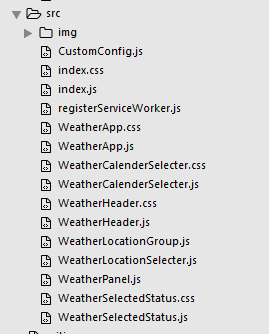 src
img
CustomConfig.js
index.css
index.js
registerServiceWorker.js
WeatherApp.css
WeatherApp.js
WeatherCalenderSelecter.css
WeatherCalenderSelecter.js
WeatherHeader.css
WeatherHeader.js
WeatherLocationGroup.js
WeatherLocationSelecter.js
WeatherPanel.js
WeatherSelectedStatus.css
WeatherSelectedStatus.js